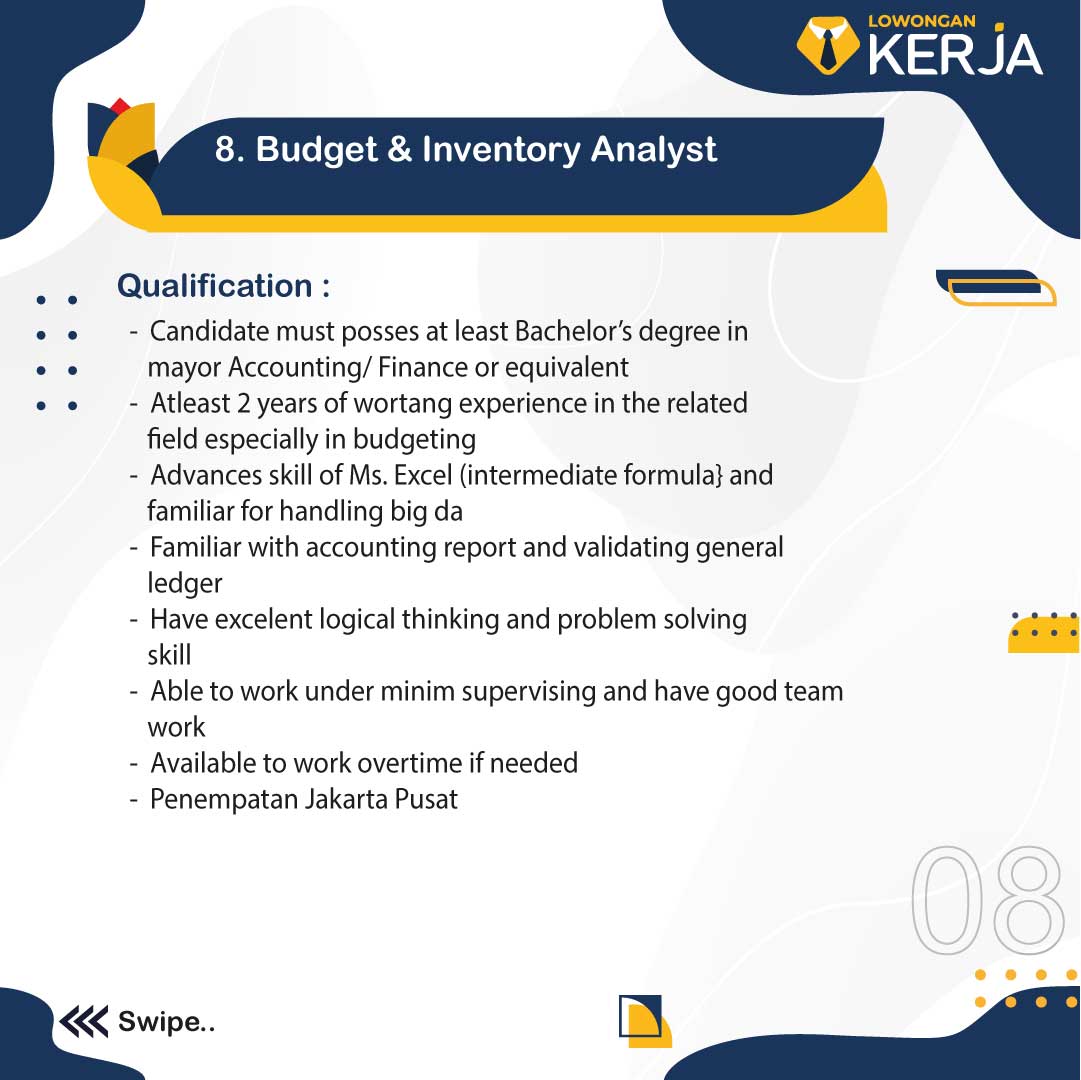 LOWONGAN
KERJA
8. Budget & Inventory Analyst
Qualification :
- Candidate must posses at least Bachelor’s degree in
mayor Accounting/ Finance or equivalent
- Atleast 2 years of wortang experience in the related
field especially in budgeting
- Advances skill of Ms. Excel (intermediate formula} and
familiar for handling big da
- Familiar with accounting report and validating general
ledger
- Have excelent logical thinking and problem solving
skill
- Able to work under minim supervising and have good team
work
- Available to work overtime if needed
- Penempatan Jakarta Pusat
08
Swipe..